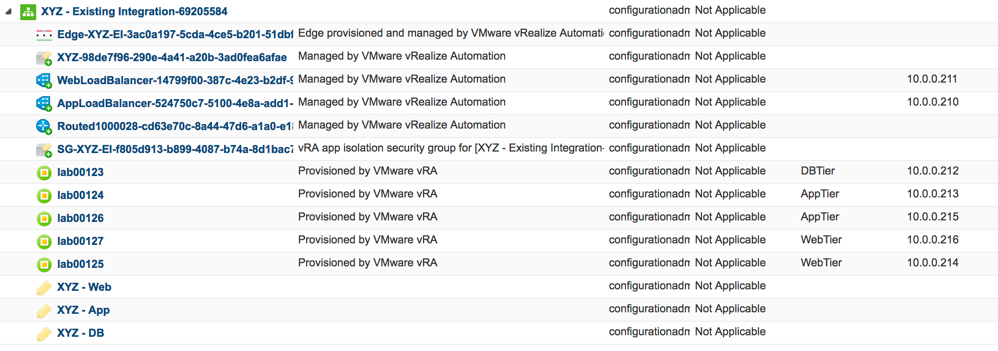 XYZ - Existing Integration-69205584 configurationadm Not Applicable
Edge-XYZ-EI-3ac0a197-5cda-4ce5-b201-51dbf Edge provisioned and managed by VMware vRealize Automati configurationadm Not Applicable
XYZ-98de7f96-290e-4a41-a20b-3ad0fea6afae Managed by VMware vRealize Automation configurationadm Not Applicable
WebLoadBalancer-14799f00-387c-4e23-b2df-9 Managed by VMware vRealize Automation configurationadm Not Applicable 10.0.0.211
AppLoadBalancer-524750c7-5100-4e8a-add1- Managed by VMware vRealize Automation configurationadm Not Applicable 10.0.0.210
Routed1000028-cd63e70c-8a44-47d6-a1a0-e1 Managed by VMware vRealize Automation configurationadm Not Applicable
SG-XYZ-EI-f805d913-b899-4087-b74a-8d1bac7 vRA app isolation security group for [XYZ - Existing Integration- configurationadm Not Applicable
lab00123 Provisioned by VMware vRA configurationadm Not Applicable DBTier 10.0.0.212
lab00124 Provisioned by VMware vRA configurationadm Not Applicable AppTier 10.0.0.213
lab00126 Provisioned by VMware vRA configurationadm Not Applicable AppTier 10.0.0.215
lab00127 Provisioned by VMware vRA configurationadm Not Applicable WebTier 10.0.0.216
lab00125 Provisioned by VMware vRA configurationadm Not Applicable WebTier 10.0.0.214
XYZ - Web configurationadm Not Applicable
XYZ - App configurationadm Not Applicable
XYZ - DB configurationadm Not Applicable